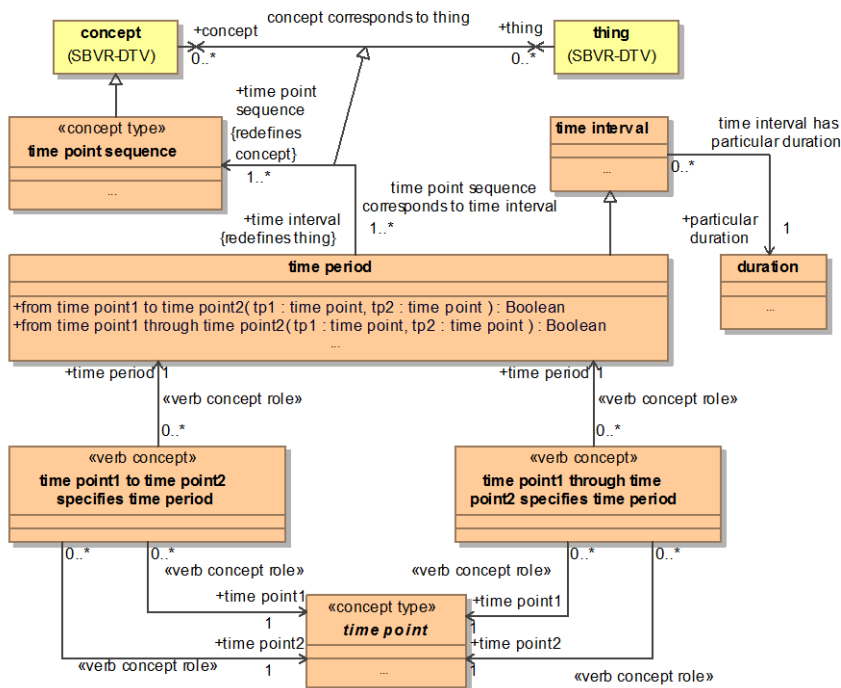 concept corresponds to thing
concept
(SBVR-DTV)
+concept
0..*
+thing
0..*
thing
(SBVR-DTV)
«concept type»
time point sequence
...
+time point
sequence
{redefines
concept}
1..*
time interval
...
time interval has
particular duration
0..*
time point sequence
corresponds to time interval
+time interval
{redefines thing}
1..*
+particular
duration
1
duration
...
time period
+from time point1 to time point2( tp1 : time point, tp2 : time point ) : Boolean
+from time point1 through time point2( tp1 : time point, tp2 : time point ) : Boolean
...
+time period 1
+time period 1
«verb concept role»
«verb concept role»
0..*
0..*
«verb concept»
time point1 to time point2
specifies time period
«verb concept»
time point1 through time
point2 specifies time period
0..*
0..*
0..*
0..*
«verb concept role»
«verb concept role»
+time point1
1
+time point1
1
«concept type»
time point
...
+time point2
1
+time point2
1
«verb concept role»
«verb concept role»